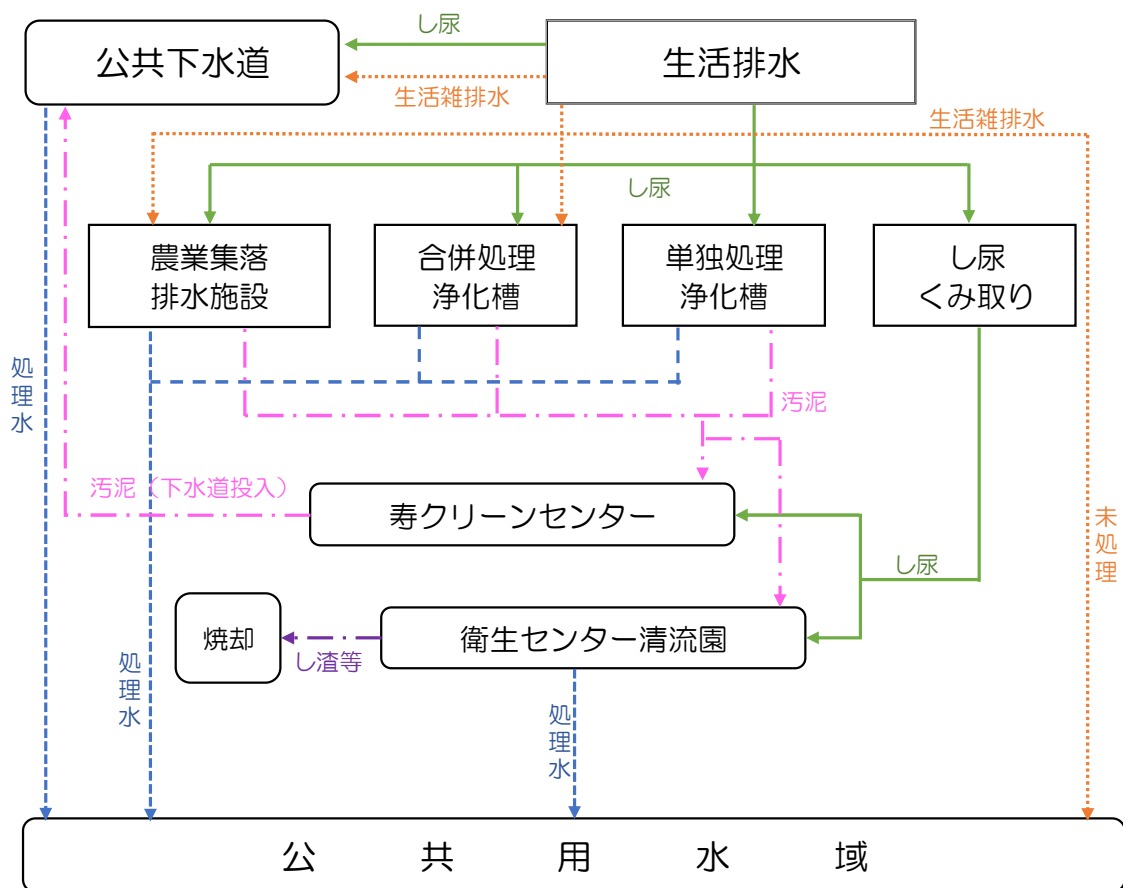 し尿
公共下水道
生活排水
生活雑排水
生活雑排水
し尿
農業集落
排水施設
合併処理
浄化槽
単独処理
浄化槽
し尿
くみ取り
処理水
汚泥
汚泥（下水道投入）
寿クリーンセンター
未処理
し尿
焼却
衛生センター清流園
し渣等
処理水
処理水
公共用水域